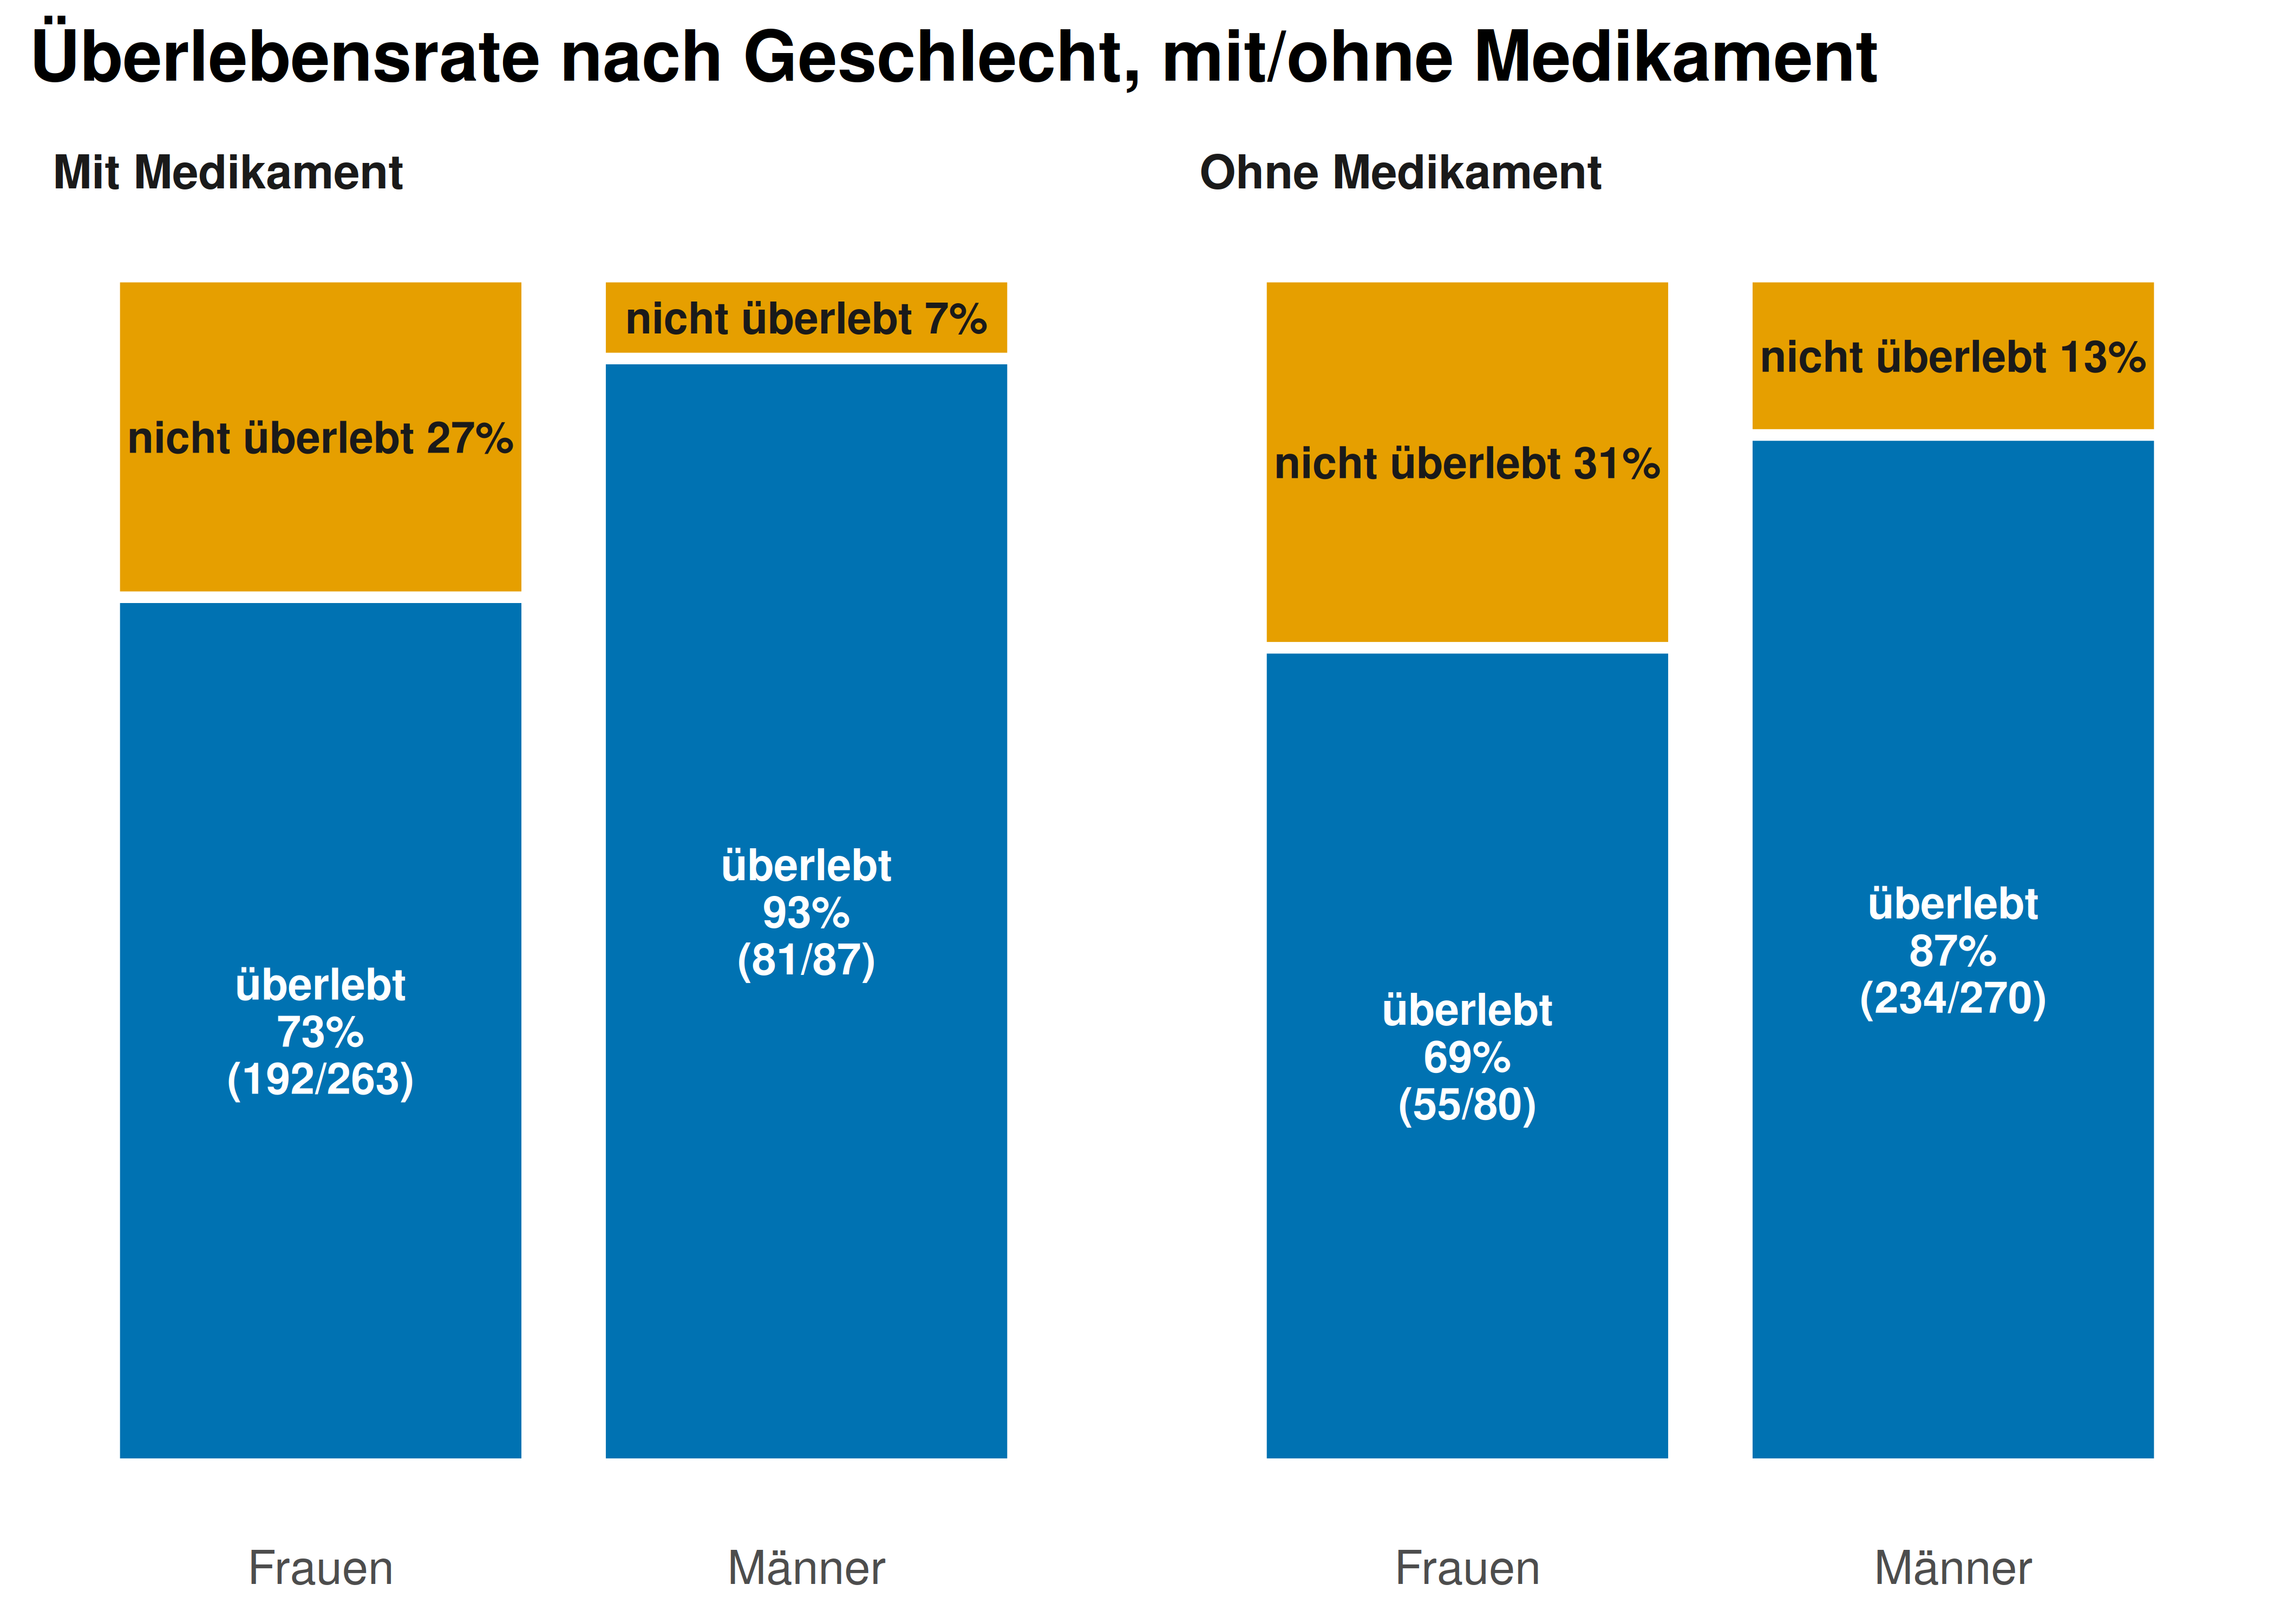 Überlebensrate nach Geschlecht, mit/ohne Medikament
Mit Medikament
nicht überlebt 27%
überlebt
73%
(192/263)
Frauen
nicht überlebt 7%
überlebt
93%
(81/87)
Männer
Ohne Medikament
nicht überlebt 31%
überlebt
69%
(55/80)
Frauen
nicht überlebt 13%
überlebt
87%
(234/270)
Männer